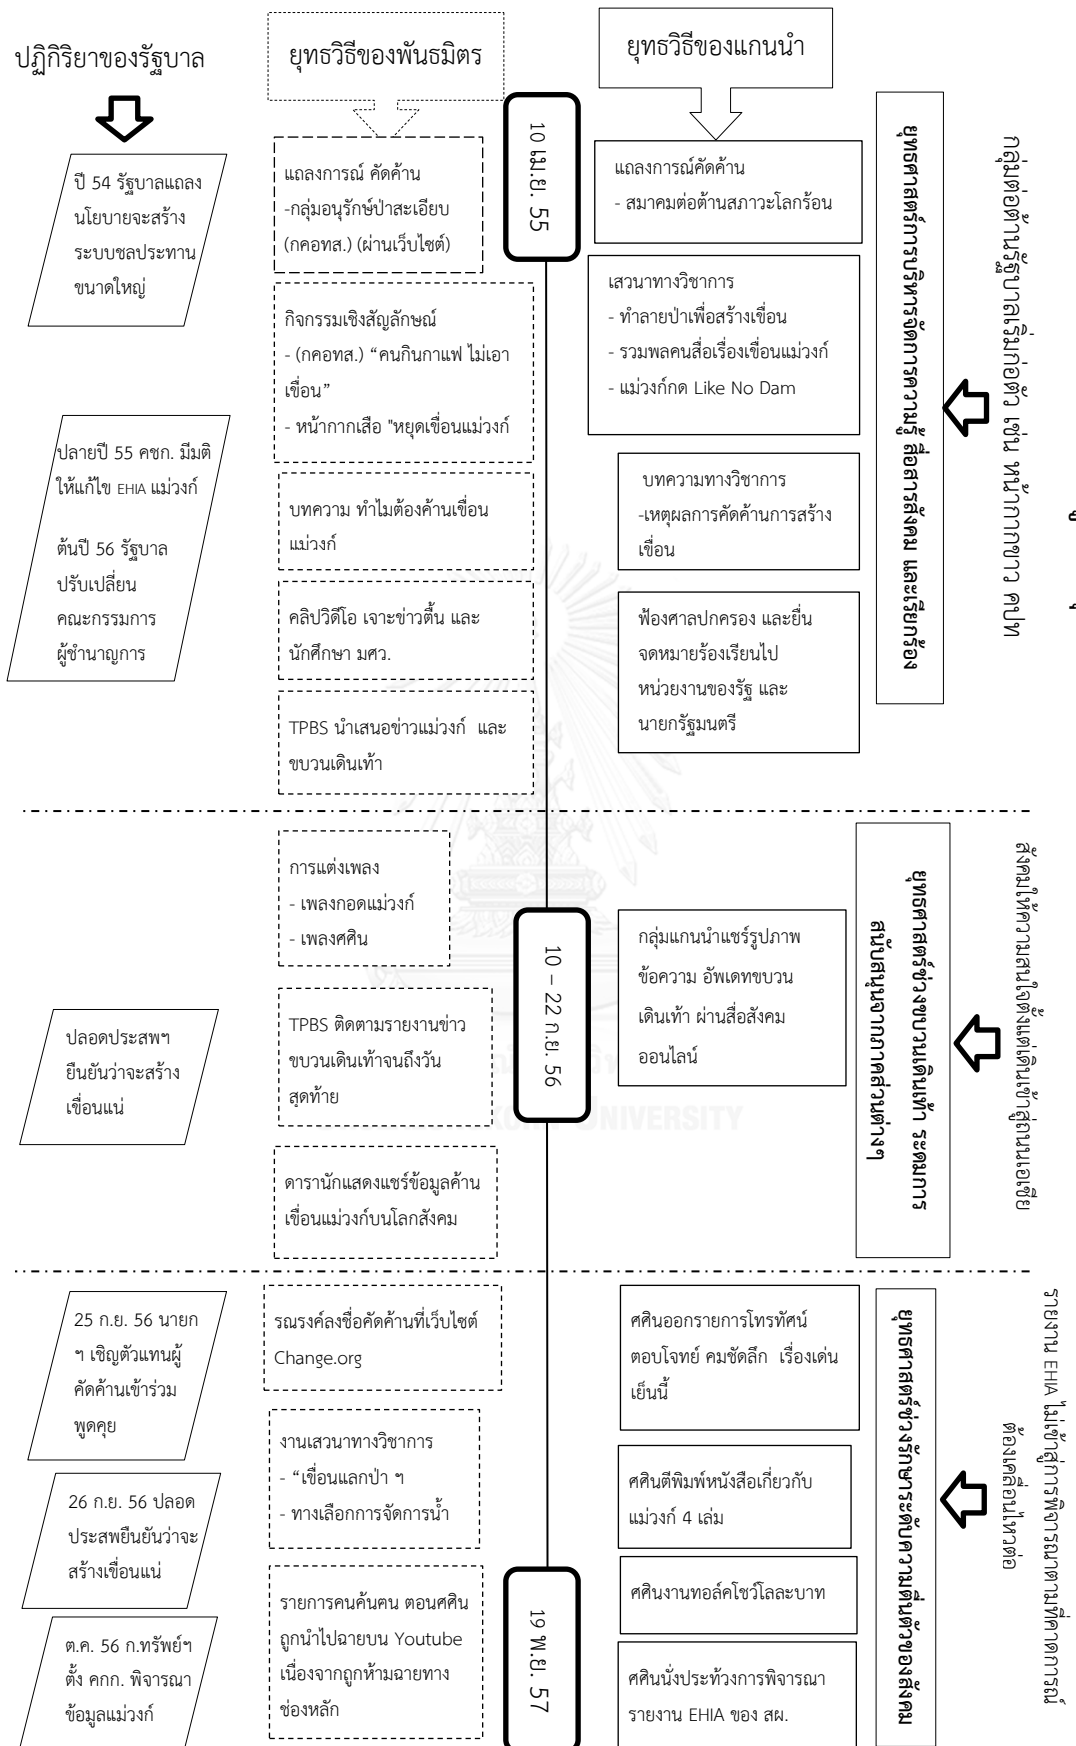 ปฏิกิริยาของรัฐบาล
ยุทธวิธีของพันธมิตร
ยุทธวิธีของแกนนำ
10 เม.ย. 55
ยุทธศาสตร์การบริหารจัดการความรู้ สื่อสารสังคม และเรียกร้อง
กลุ่มต่อต้านรัฐบาลเริ่มก่อตัว เช่น หน้ากากขาว คปท
ปี 54 รัฐบาลแถลง
นโยบายจะสร้าง
ระบบชลประทาน
ขนาดใหญ่
แถลงการณ์ คัดค้าน
-กลุ่มอนุรักษ์ป่าสะเอียบ
(กคอทส.) (ผ่านเว็บไซต์)
แถลงการณ์คัดค้าน
- สมาคมต่อต้านสภาวะโลกร้อน
กิจกรรมเชิงสัญลักษณ์
- (กคอทส.) “คนกินกาแฟ ไม่เอา
เขื่อน”
- หน้ากากเสือ "หยุดเขื่อนแม่วงก์
เสวนาทางวิชาการ
- ทำลายป่าเพื่อสร้างเขื่อน
- รวมพลคนสื่อเรื่องเขื่อนแม่วงก์
- แม่วงก์กด Like No Dam
ปลายปี 55 คชก. มีมติ
ให้แก้ไข EHIA แม่วงก์
ต้นปี 56 รัฐบาล
ปรับเปลี่ยน
คณะกรรมการ
ผู้ชำนาญการ
บทความ ทำไมต้องค้านเขื่อน
แม่วงก์
บทความทางวิชาการ
-เหตุผลการคัดค้านการสร้าง
เขื่อน
คลิปวิดีโอ เจาะข่าวตื้น และ
นักศึกษา มศว.
ฟ้องศาลปกครอง และยื่น
จดหมายร้องเรียนไป
หน่วยงานของรัฐ และ
นายกรัฐมนตรี
TPBS นำเสนอข่าวแม่วงก์ และ
ขบวนเดินเท้า
การแต่งเพลง
- เพลงกอดแม่วงก์
- เพลงศศิน
10 – 22 ก.ย. 56
กลุ่มแกนนำแชร์รูปภาพ
ข้อความ อัพเดทขบวน
เดินเท้า ผ่านสื่อสังคม
ออนไลน์
ยุทธศาสตร์ช่วงขบวนเดินเท้า ระดมการ
สนับสนุนจากภาคส่วนต่างๆ
สังคมให้ความสนใจตั้งแต่เดินเข้าสู่ถนนเอเชีย
ปลอดประสพฯ
ยืนยันว่าจะสร้าง
เขื่อนแน่
TPBS ติดตามรายงานข่าว
ขบวนเดินเท้าจนถึงวัน
สุดท้าย
UNIVERSITY
ดารานักแสดงแชร์ข้อมูลค้าน
เขื่อนแม่วงก์บนโลกสังคม
25 ก.ย. 56 นายก
ฯ เชิญตัวแทนผู้
คัดค้านเข้าร่วม
พูดคุย
รณรงค์ลงชื่อคัดค้านที่เว็บไซต์
Change.org
ศศินออกรายการโทรทัศน์
ตอบโจทย์ คมชัดลึก เรื่องเด่น
เย็นนี้
ยุทธศาสตร์ช่วงรักษาระดับความตื่นตัวของสังคม
รายงาน EHIA ไม่เข้าสู่การพิจารณาตามที่คาดการณ์
ต้องเคลื่อนไหวต่อ
งานเสวนาทางวิชาการ
- “เขื่อนแลกป่า ฯ
- ทางเลือกการจัดการน้ำ
ศศินตีพิมพ์หนังสือเกี่ยวกับ
แม่วงก์ 4 เล่ม
26 ก.ย. 56 ปลอด
ประสพยืนยันว่าจะ
สร้างเขื่อนแน่
ศศินงานทอล์คโชว์โลละบาท
รายการคนค้นฅน ตอนศศิน
ถูกนำไปฉายบน Youtube
เนื่องจากถูกห้ามฉายทาง
ช่องหลัก
19 พ.ย. 57
ต.ค. 56 ก.ทรัพย์ฯ
ตั้ง คกก. พิจารณา
ข้อมูลแม่วงก์
ศศินนั่งประท้วงการพิจารณา
รายงาน EHIA ของ สผ.